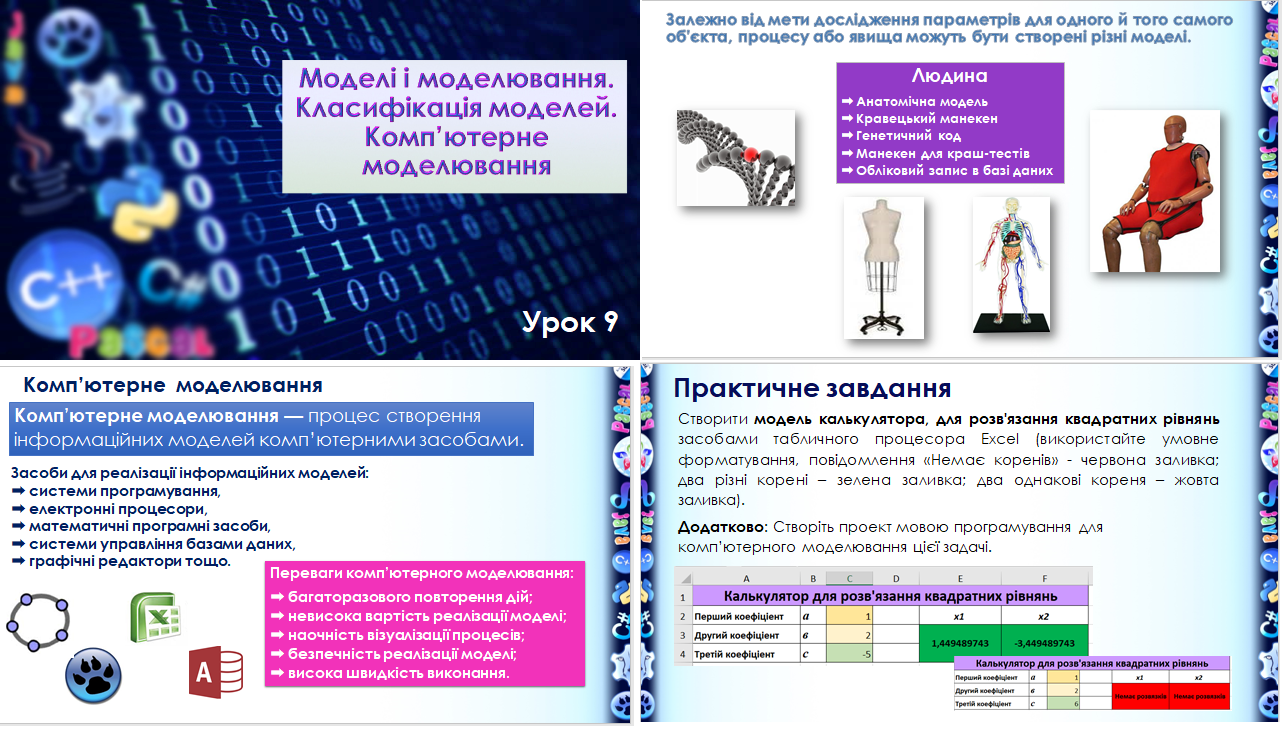 Моделі і моделювання.
Класифікація моделей.
Комп’ютерне
моделювання
C++
C#
Pascal
Урок 9
Залежно від мети дослідження параметрів для одного й того самого
об'єкта, процесу або явища можуть бути створені різні моделі.
Людина
➡ Анатомічна модель
➡ Кравецький манекен
➡ Генетичний код
➡ Манекен для краш-тестів
➡ Обліковий запис в базі даних
Комп’ютерне моделювання
Комп’ютерне моделювання — процес створення
інформаційних моделей комп’ютерними засобами.
Засоби для реалізації інформаційних моделей:
➡ системи програмування,
➡ електронні процесори,
➡ математичні програмні засоби,
➡ системи управління базами даних,
➡ графічні редактори тощо.
Переваги комп’ютерного моделювання:
➡ багаторазового повторення дій;
➡ невисока вартість реалізації моделі;
➡ наочність візуалізації процесів;
➡ безпечність реалізації моделі;
➡ висока швидкість виконання.
X
A
Практичне завдання
Створити модель калькулятора, для розв'язання квадратних рівнянь
засобами табличного процесора Excel (використайте умовне
форматування, повідомлення «Немає коренів» - червона заливка;
два різні корені – зелена заливка; два однакові кореня – жовта
заливка).
Додатково: Створіть проект мовою програмування для
комп’ютерного моделювання цієї задачі.
A B C D E F
1 Калькулятор для розв'язання квадратних рівнянь
2 Перший коефіцієнт a 1 x1 x2
3 Другий коефіцієнт в 2 1,449489743 -3,449489743
4 Третій коефіцієнт c -5
Калькулятор для розв'язання квадратних рівнянь
Перший коефіцієнт a 1 x1 x2
Другий коефіцієнт в 2 Немає розвязків Немає розвязків
Третій коефіцієнт c 6